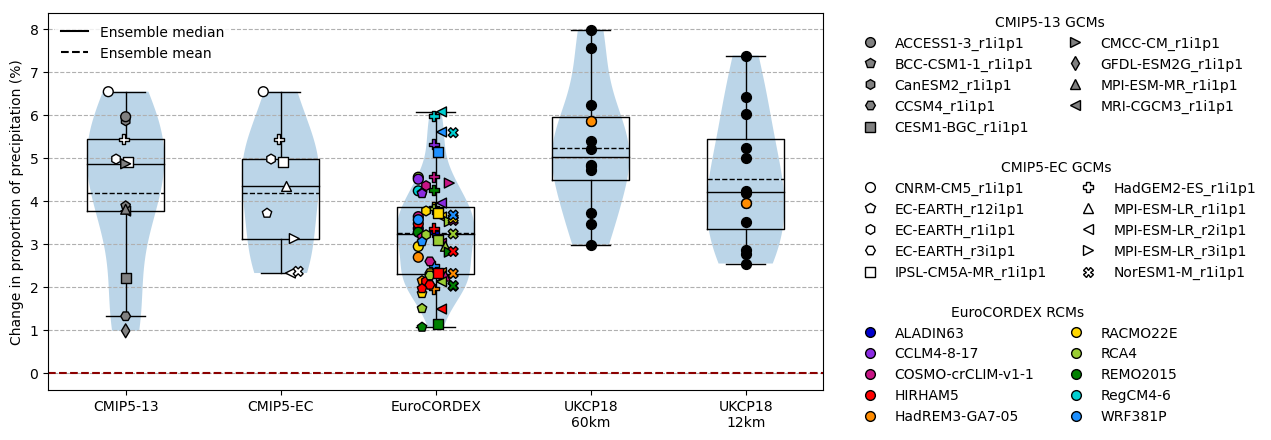 Change in proportion of precipitation (%)
8
7
6
5
4
3
2
1
0
Ensemble median
Ensemble mean
CMIP5-13
CMIP5-EC
EuroCORDEX
UKCP18
60km
UKCP18
12km
CMIP5-13 GCMs
ACCESS1-3_r1i1p1
BCC-CSM1-1_r1i1p1
CanESM2_r1i1p1
CCSM4_r1i1p1
CESM1-BGC_r1i1p1
CMCC-CM_r1i1p1
GFDL-ESM2G_r1i1p1
MPI-ESM-MR_r1i1p1
MRI-CGCM3_r1i1p1
CMIP5-EC GCMs
CNRM-CM5_r1i1p1
EC-EARTH_r12i1p1
EC-EARTH_r1i1p1
EC-EARTH_r3i1p1
IPSL-CM5A-MR_r1i1p1
HadGEM2-ES_r1i1p1
MPI-ESM-LR_r1i1p1
MPI-ESM-LR_r2i1p1
MPI-ESM-LR_r3i1p1
NorESM1-M_r1i1p1
EuroCORDEX RCMs
ALADIN63
CCLM4-8-17
COSMO-crCLIM-v1-1
HIRHAM5
HadREM3-GA7-05
RACMO22E
RCA4
REMO2015
RegCM4-6
WRF381P